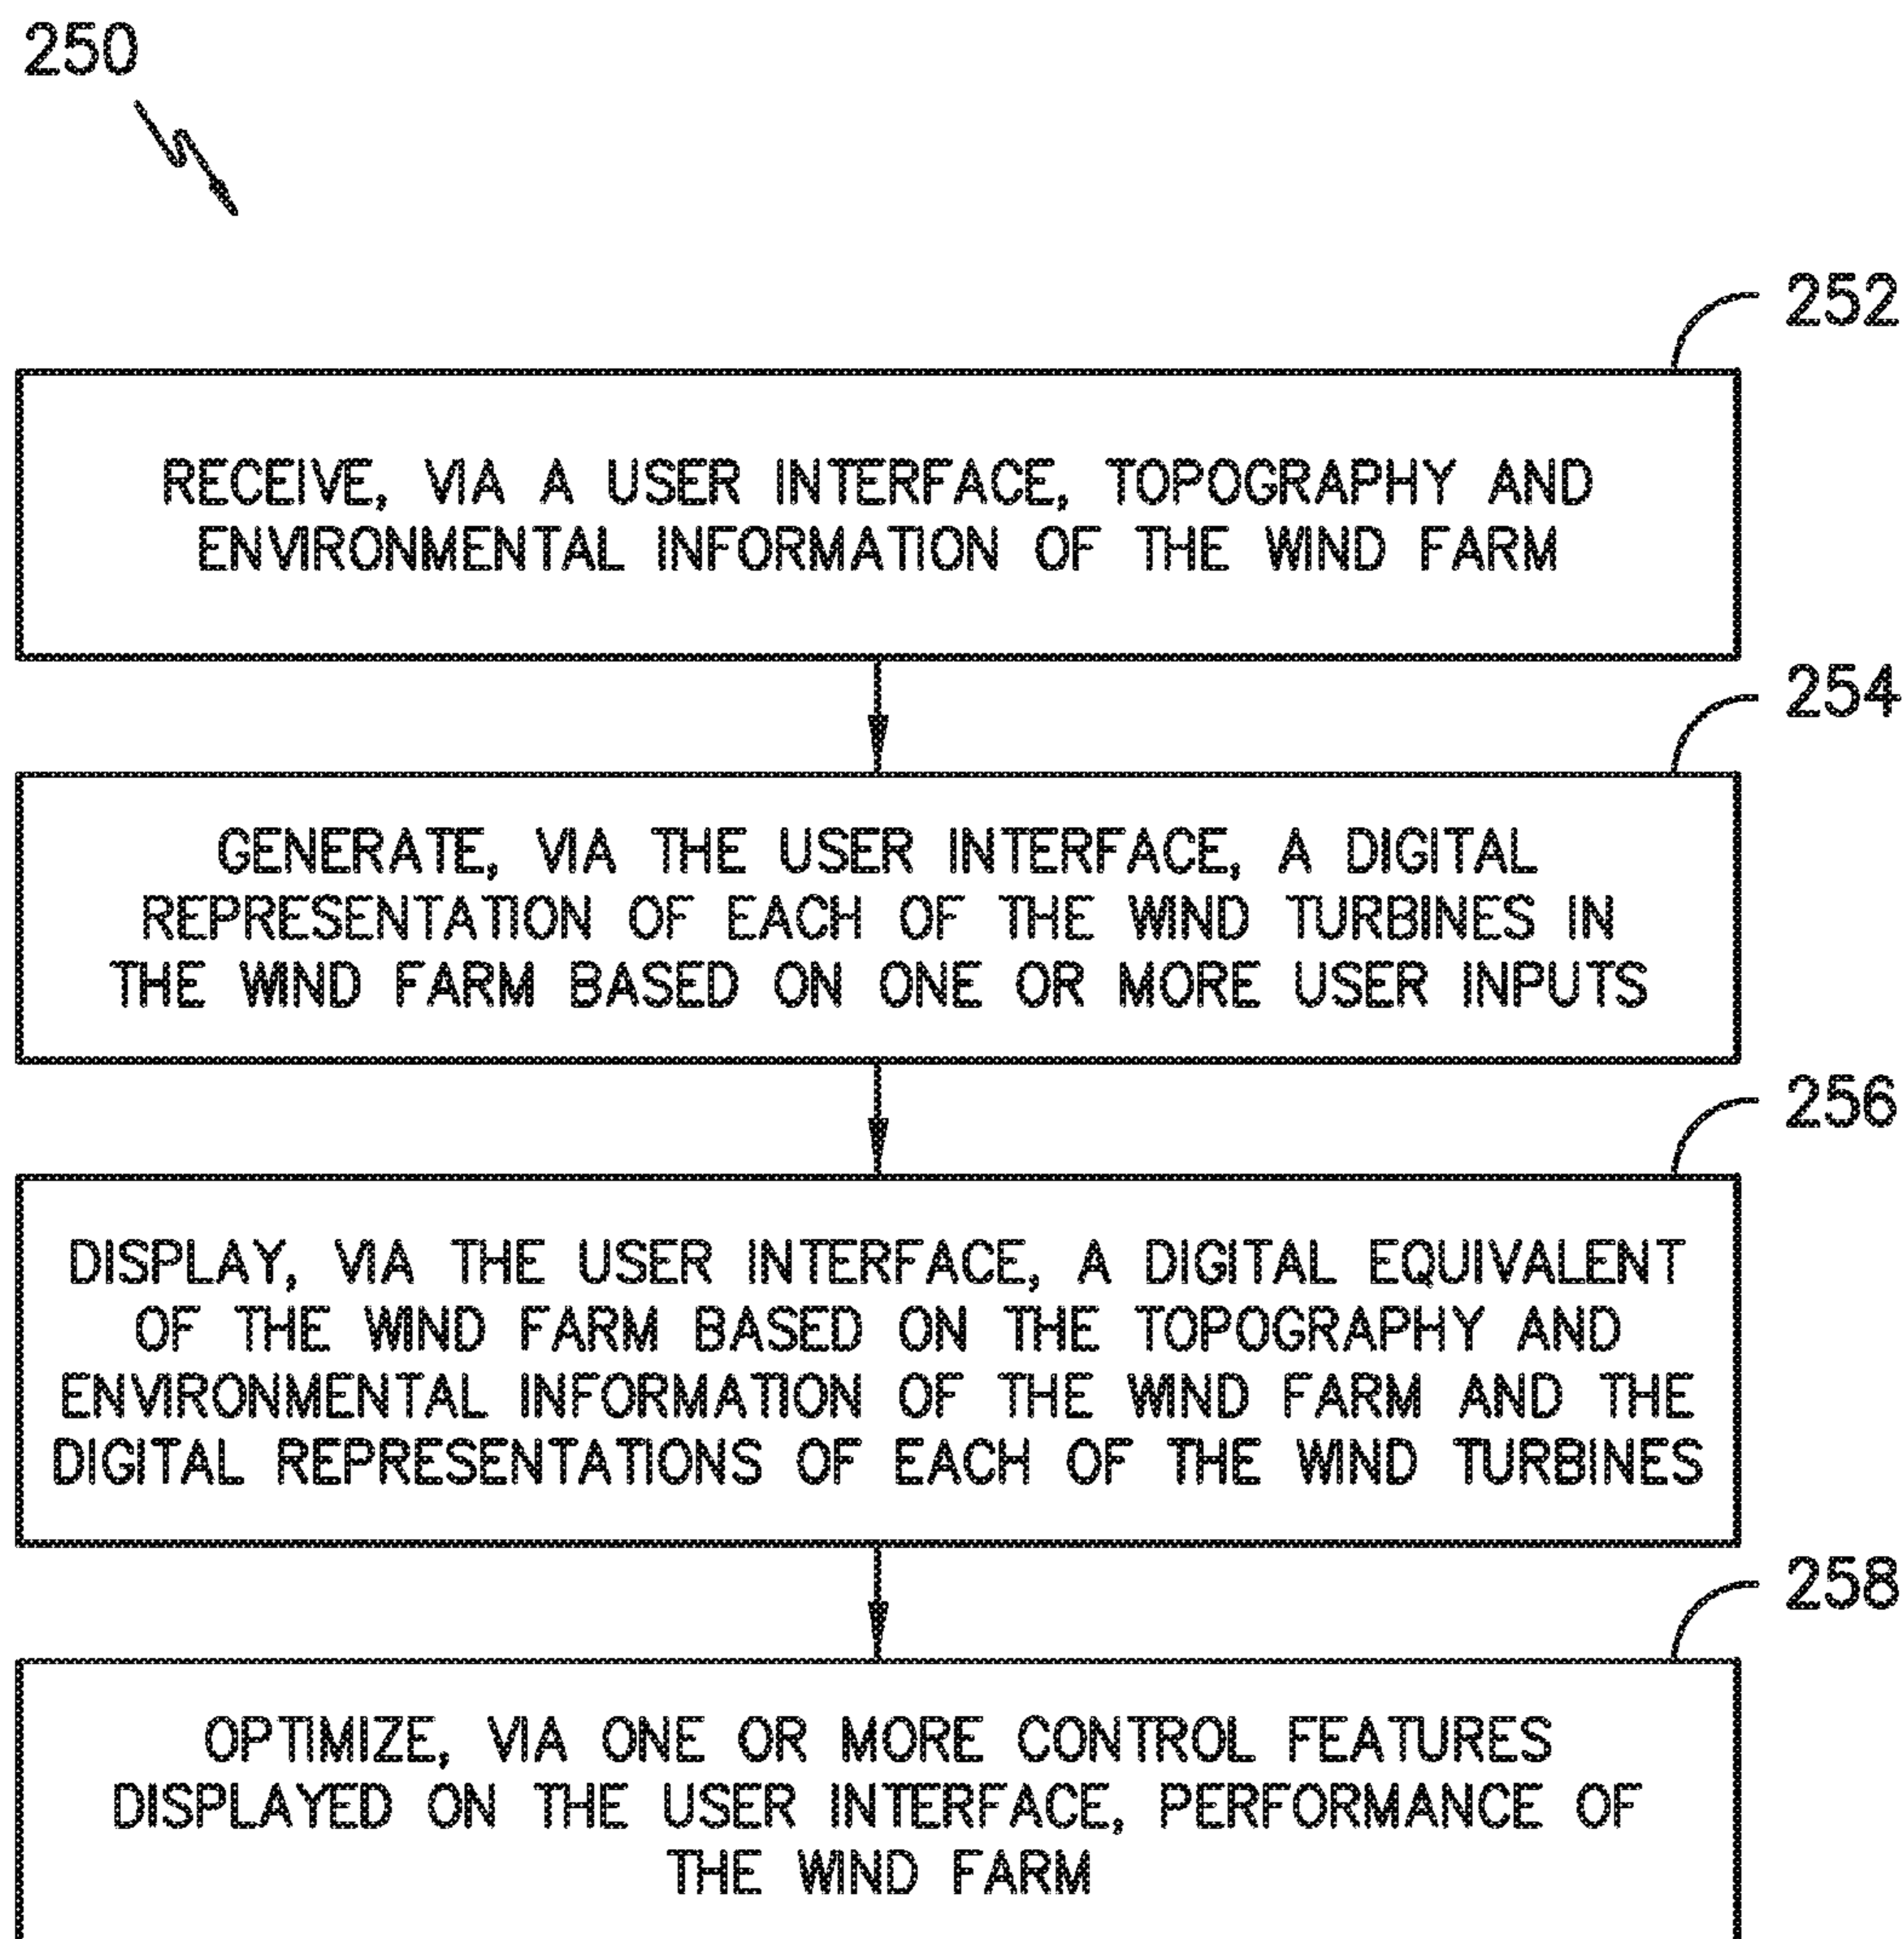 250
252
RECEIVE, VIA A USER INTERFACE, TOPOGRAPHY AND
ENVIRONMENTAL INFORMATION OF THE WIND FARM
254
GENERATE, VIA THE USER INTERFACE, A DIGITAL
REPRESENTATION OF EACH OF THE WIND TURBINES IN
THE WIND FARM BASED ON ONE OR MORE USER INPUTS
256
DISPLAY, VIA THE USER INTERFACE, A DIGITAL EQUIVALENT
OF THE WIND FARM BASED ON THE TOPOGRAPHY AND
ENVIRONMENTAL INFORMATION OF THE WIND FARM AND THE
DIGITAL REPRESENTATIONS OF EACH OF THE WIND TURBINES
258
OPTIMIZE, VIA ONE OR MORE CONTROL FEATURES
DISPLAYED ON THE USER INTERFACE, PERFORMANCE OF
THE WIND FARM